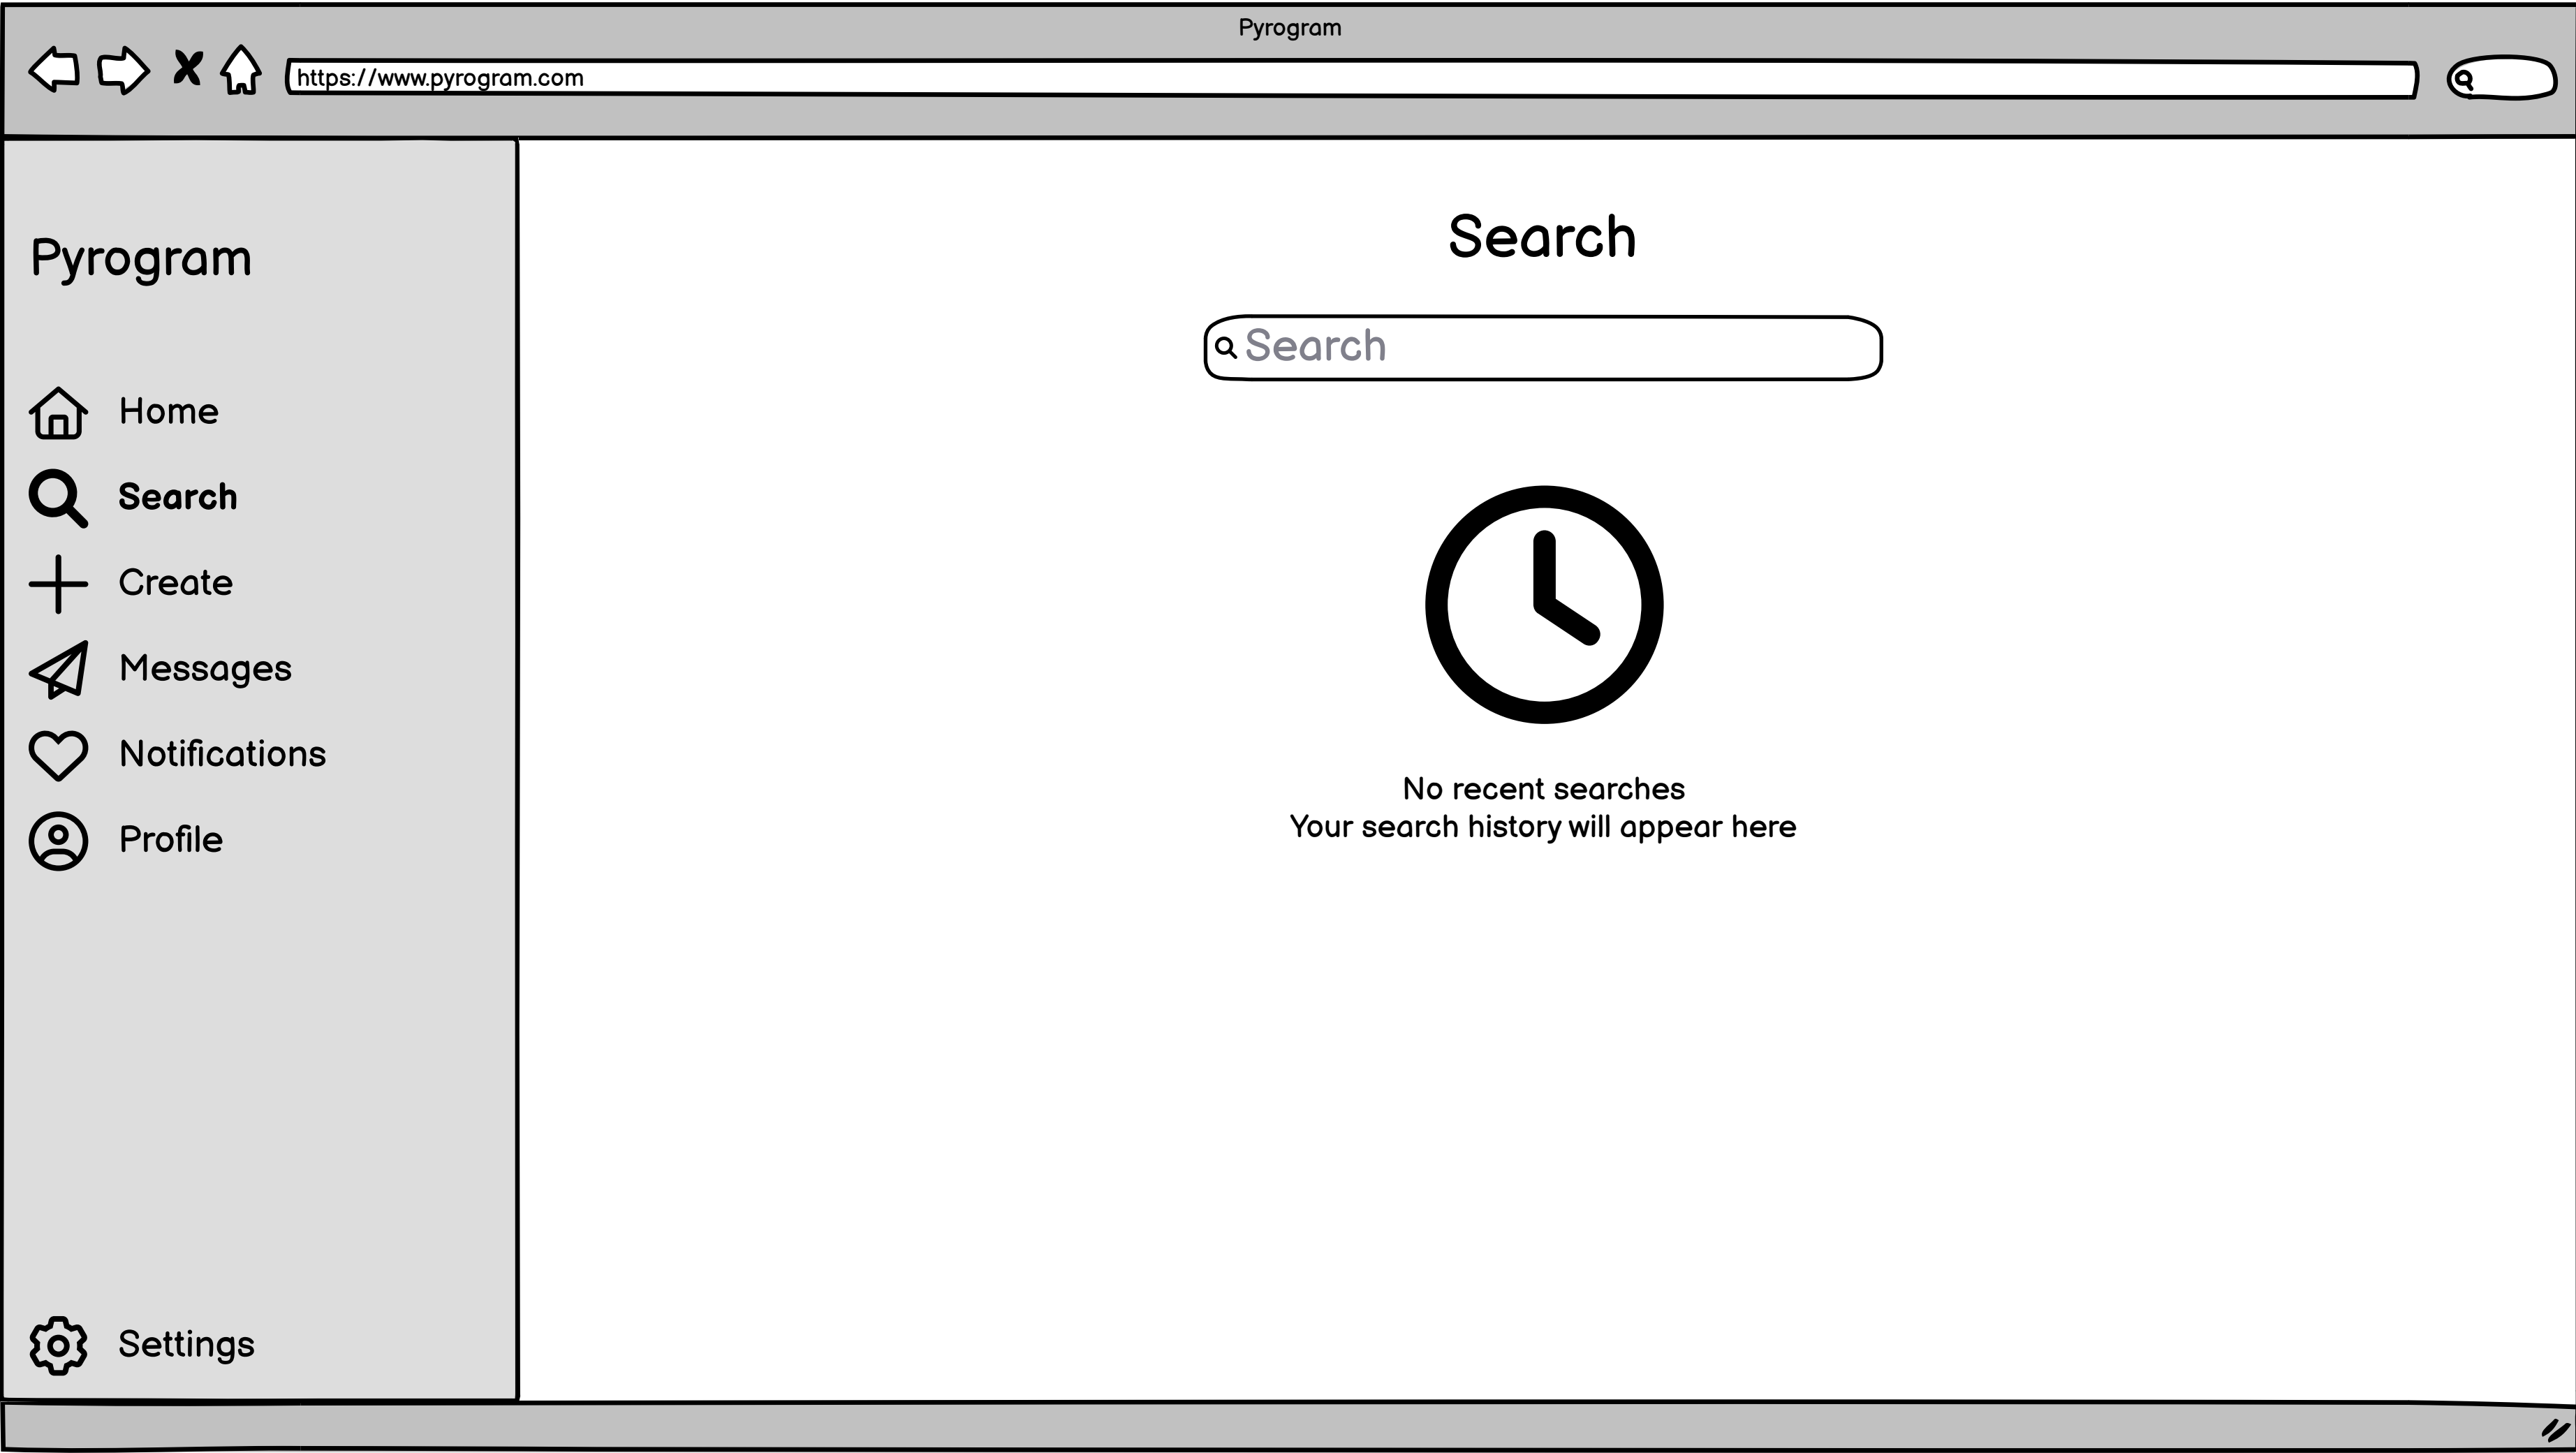 Pyrogram
https://www.pyrogram.com
Pyrogram
Home
Search
Create
Messages
Notifications
Profile
Settings
Search
Search
No recent searches
Your search history will appear here